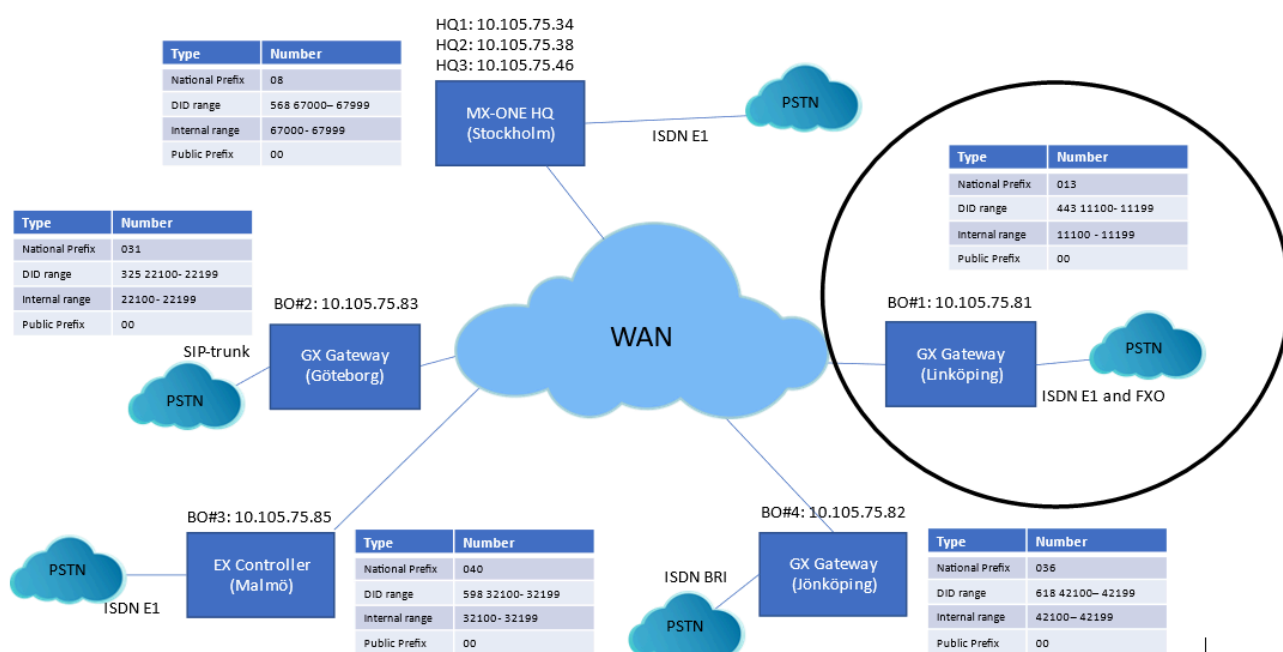 HQ1: 10.105.75.34
HQ2: 10.105.75.38
HQ3: 10.105.75.46
Type Number
National Prefix 08
DID range 568 67000– 67999
Internal range 67000- 67999
Public Prefix 00
MX-ONE HQ
(Stockholm)
PSTN
ISDN E1
Type Number
National Prefix 013
DID range 443 11100- 11199
Internal range 11100 - 11199
Public Prefix 00
Type Number
National Prefix 031
DID range 325 22100- 22199
Internal range 22100- 22199
Public Prefix 00
BO#2: 10.105.75.83
BO#1: 10.105.75.81
WAN
SIP-trunk
GX Gateway
(Göteborg)
PSTN
GX Gateway
(Linköping)
PSTN
ISDN E1 and FXO
BO#3: 10.105.75.85
BO#4: 10.105.75.82
EX Controller
(Malmö)
PSTN
ISDN E1
Type Number
National Prefix 040
DID range 598 32100- 32199
Internal range 32100- 32199
Public Prefix 00
ISDN BRI
GX Gateway
(Jönköping)
PSTN
Type Number
National Prefix 036
DID range 618 42100– 42199
Internal range 42100– 42199
Public Prefix 00